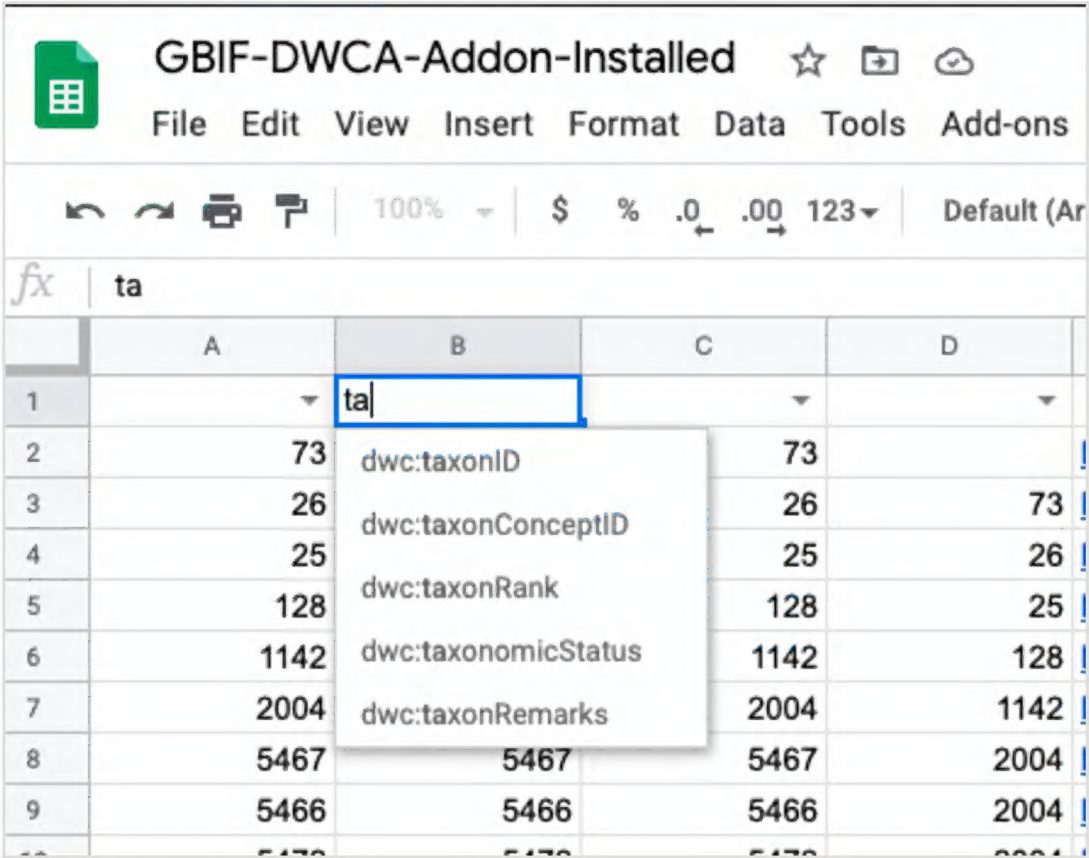 GBIF-DWCA-Addon-Installed
File Edit View Insert Format Data Tools Add-ons
100% $ % .0 .00 123 Default (Ar
fx ta
A B C D
1 ta
2 73 dwc:taxonID 73
3 26 dwc:taxonConceptID 26 73
4 25 25 26
5 128 dwc:taxonRank 128 25
6 1142 dwc:taxonomicStatus 1142 128
7 2004 dwc:taxonRemarks 2004 1142
8 5467 5467 5467 2004
9 5466 5466 5466 2004